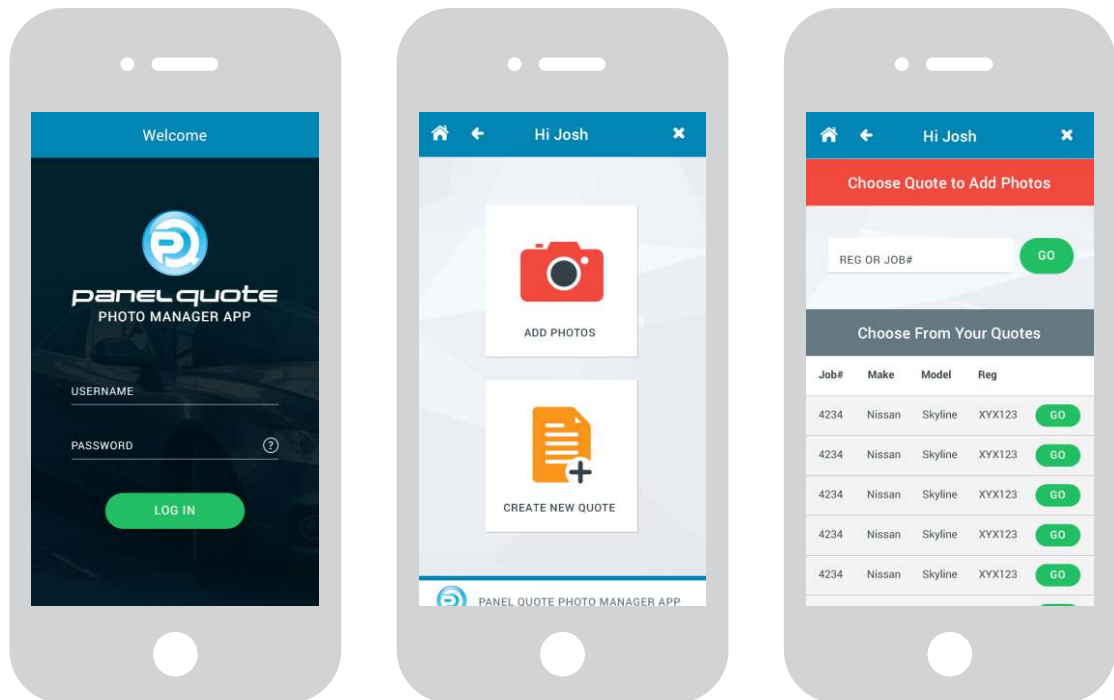 Welcome
panel quote
PHOTO MANAGER APP
USERNAME
PASSWORD ?
LOG IN
Hi Josh
ADD PHOTOS
CREATE NEW QUOTE
PANEL QUOTE PHOTO MANAGER APP
Hi Josh
Choose Quote to Add Photos
REG OR JOB# GO
Choose From Your Quotes
Job# Make Model Reg
4234 Nissan Skyline XYX123 GO
4234 Nissan Skyline XYX123 GO
4234 Nissan Skyline XYX123 GO
4234 Nissan Skyline XYX123 GO
4234 Nissan Skyline XYX123 GO